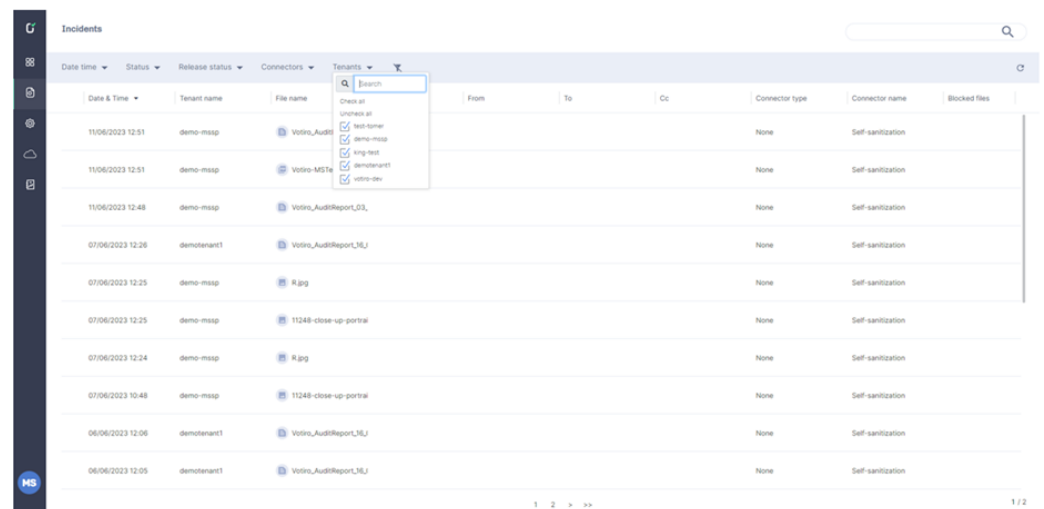 Incidents
Date time Status Release status Connectors Tenants
Search
Check all
Uncheck all
test-tomer
demo-mssp
king-test
demotenant1
votiro-dev
Date & Time Tenant name File name From To Cc Connector type Connector name Blocked files
11/06/2023 12:51 demo-mssp Votiro_Audit None Self-sanitization
11/06/2023 12:51 demo-mssp Votiro-MSTe None Self-sanitization
11/06/2023 12:48 demo-mssp Votiro_AuditReport_03_ None Self-sanitization
07/06/2023 12:26 demotenant1 Votiro_AuditReport_16_ None Self-sanitization
07/06/2023 12:25 demo-mssp R.jpg None Self-sanitization
07/06/2023 12:25 demo-mssp 11248-close-up-portrai None Self-sanitization
07/06/2023 12:24 demo-mssp R.jpg None Self-sanitization
07/06/2023 10:48 demo-mssp 11248-close-up-portrai None Self-sanitization
06/06/2023 12:06 demotenant1 Votiro_AuditReport_16_ None Self-sanitization
06/06/2023 12:05 demotenant1 Votiro_AuditReport_16_ None Self-sanitization
MS
1 2 > >>
1 / 2